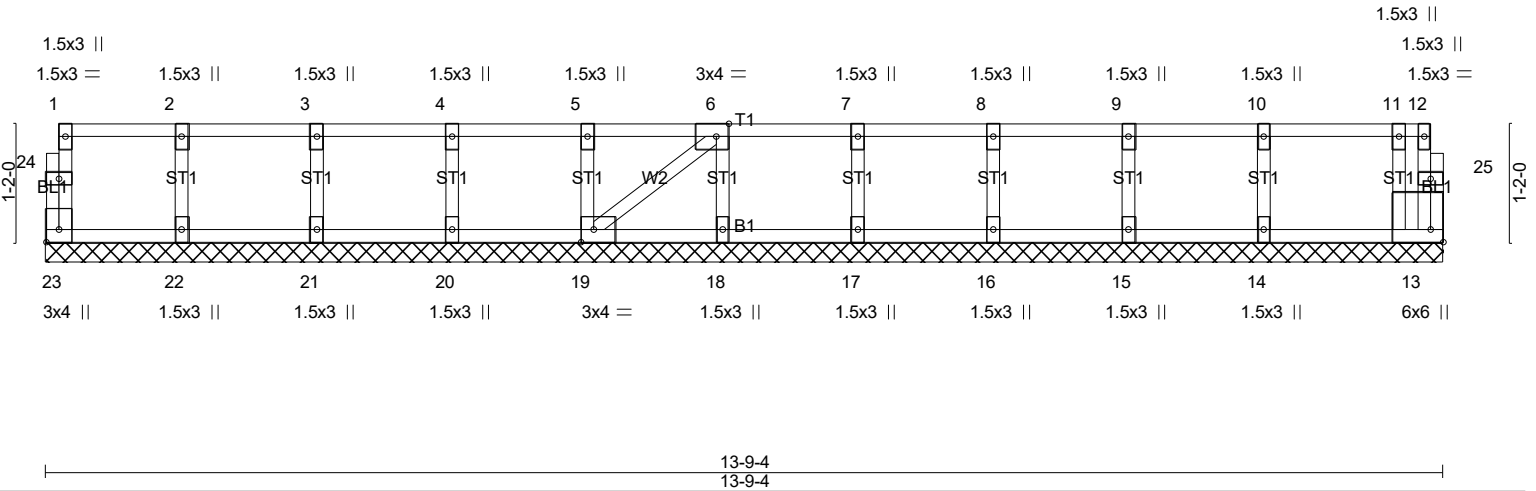 1.5x3 ||
1.5x3 || 1.5x3 ||
1.5x3 = 1.5x3 || 1.5x3 || 1.5x3 || 1.5x3 || 3x4 = 1.5x3 || 1.5x3 || 1.5x3 || 1.5x3 || 1.5x3 =
1 2 3 4 5 6 7 8 9 10 11 12
T1
1-2-0 24 BL1 ST1 ST1 ST1 ST1 W2 ST1 ST1 ST1 ST1 ST1 ST1 BL1 25 1-2-0
B1
23 22 21 20 19 18 17 16 15 14 13
3x4 || 1.5x3 || 1.5x3 || 1.5x3 || 3x4 = 1.5x3 || 1.5x3 || 1.5x3 || 1.5x3 || 1.5x3 || 6x6 ||
13-9-4
13-9-4